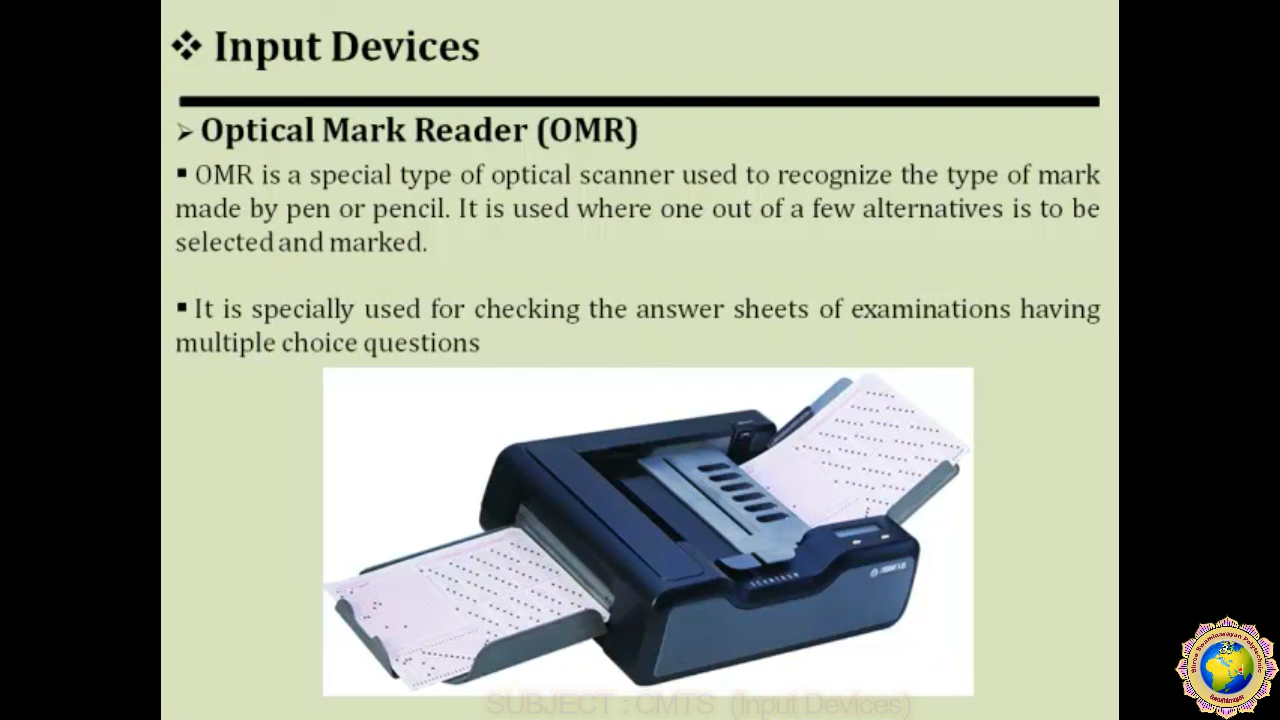 ❖ Input Devices
➢ Optical Mark Reader (OMR)
▪ OMR is a special type of optical scanner used to recognize the type of mark
made by pen or pencil. It is used where one out of a few alternatives is to be
selected and marked.
▪ It is specially used for checking the answer sheets of examinations having
multiple choice questions
SUBJECT : CMTS (Input Devices)